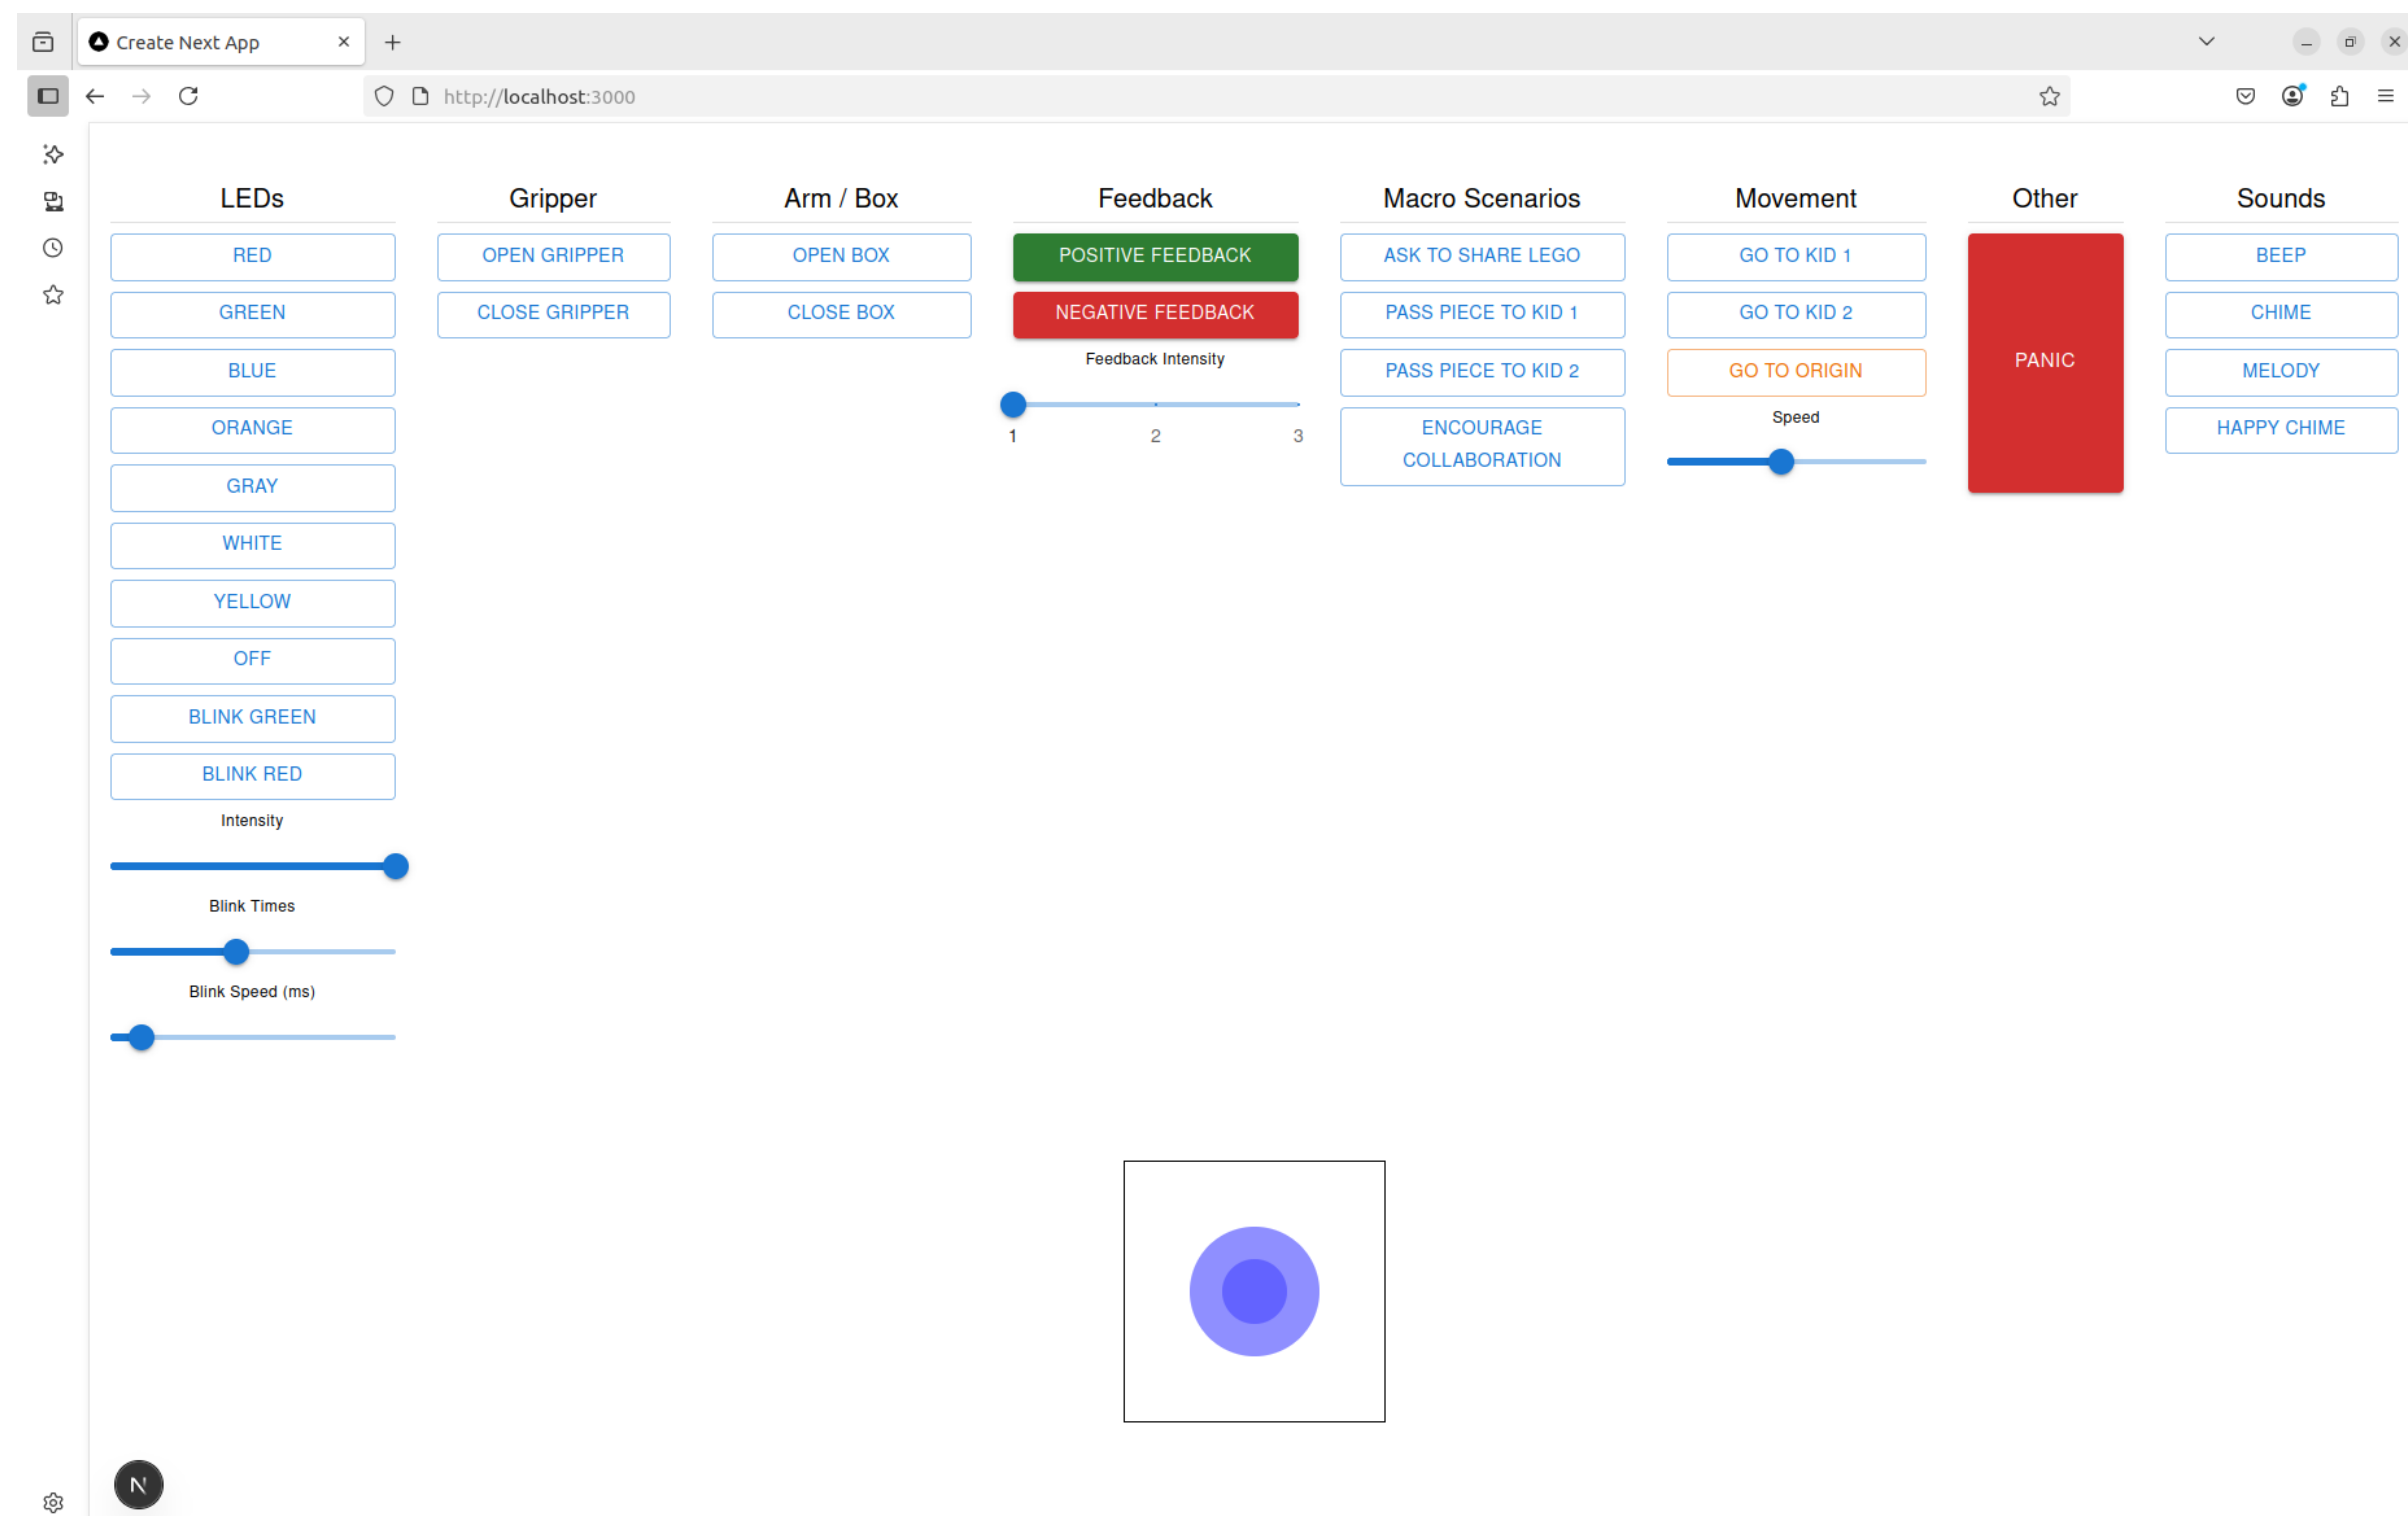 Create Next App
http://localhost:3000
LEDs
RED
GREEN
BLUE
ORANGE
GRAY
WHITE
YELLOW
OFF
BLINK GREEN
BLINK RED
Intensity
Blink Times
Blink Speed (ms)
Gripper
OPEN GRIPPER
CLOSE GRIPPER
Arm / Box
OPEN BOX
CLOSE BOX
Feedback
POSITIVE FEEDBACK
NEGATIVE FEEDBACK
Feedback Intensity
1 2 3
Macro Scenarios
ASK TO SHARE LEGO
PASS PIECE TO KID 1
PASS PIECE TO KID 2
ENCOURAGE
COLLABORATION
Movement
GO TO KID 1
GO TO KID 2
GO TO ORIGIN
Speed
Other
PANIC
Sounds
BEEP
CHIME
MELODY
HAPPY CHIME
N